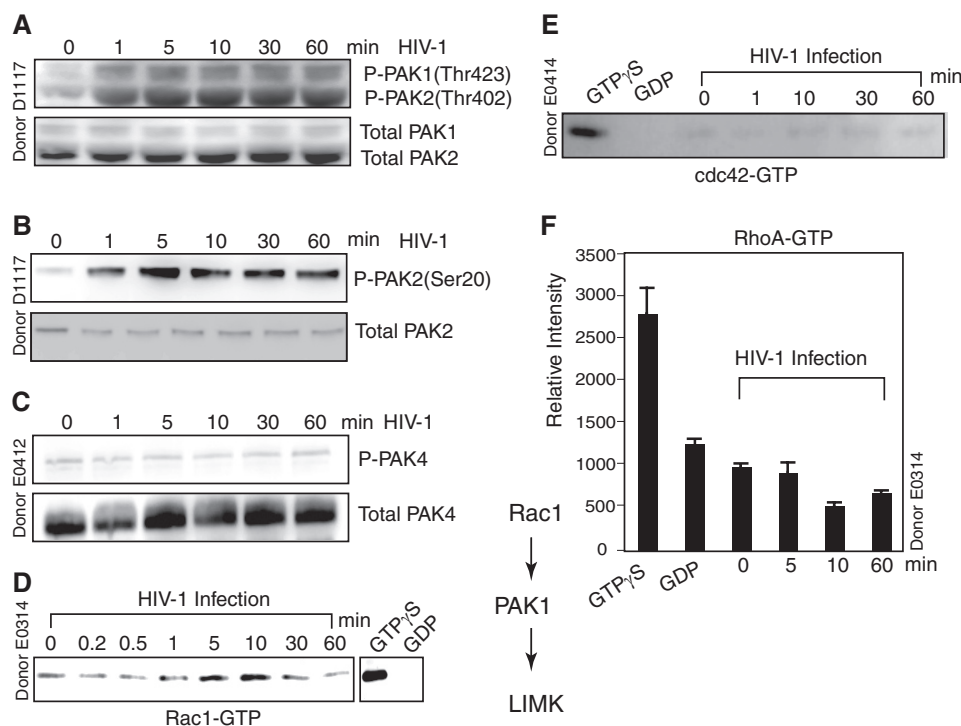 A
0 1 5 10 30 60 min HIV-1
Donor D1117
P-PAK1(Thr423)
P-PAK2(Thr402)
Total PAK1
Total PAK2
B
0 1 5 10 30 60 min HIV-1
Donor D1117
P-PAK2(Ser20)
Total PAK2
C
0 1 5 10 30 60 min HIV-1
Donor E0412
P-PAK4
Total PAK4
D
Donor E0314
HIV-1 Infection
min
0 0.2 0.5 1 5 10 30 60
GTPγS
GDP
Rac1-GTP
Rac1
PAK1
LIMK
E
Donor E0414
HIV-1 Infection
GTPγS
GDP
0 1 10 30 60 min
cdc42-GTP
F
RhoA-GTP
Relative Intensity
3500
3000
2500
2000
1500
1000
500
0
HIV-1 Infection
Donor E0314
GTPγS
GDP
0 5 10 60 min